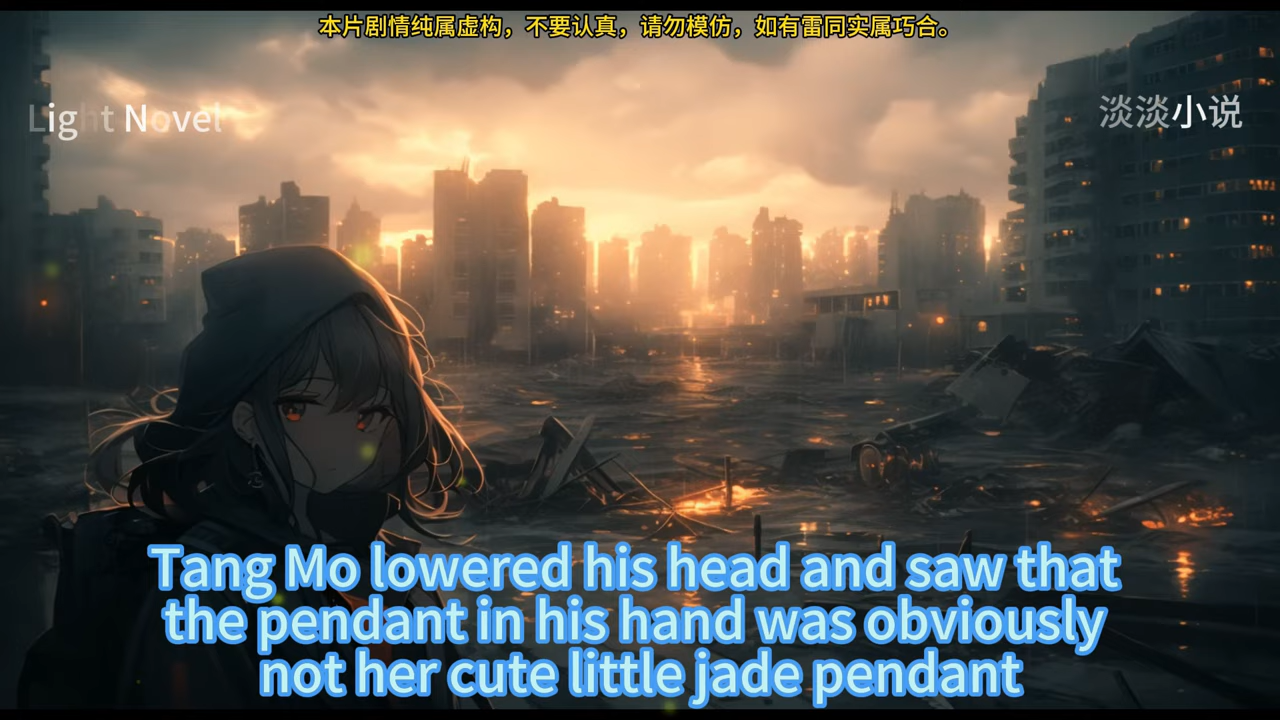 本片剧情纯属虚构，不要认真，请勿模仿，如有雷同实属巧合。
Light Novel
淡淡小说
Tang Mo lowered his head and saw that
the pendant in his hand was obviously
not her cute little jade pendant